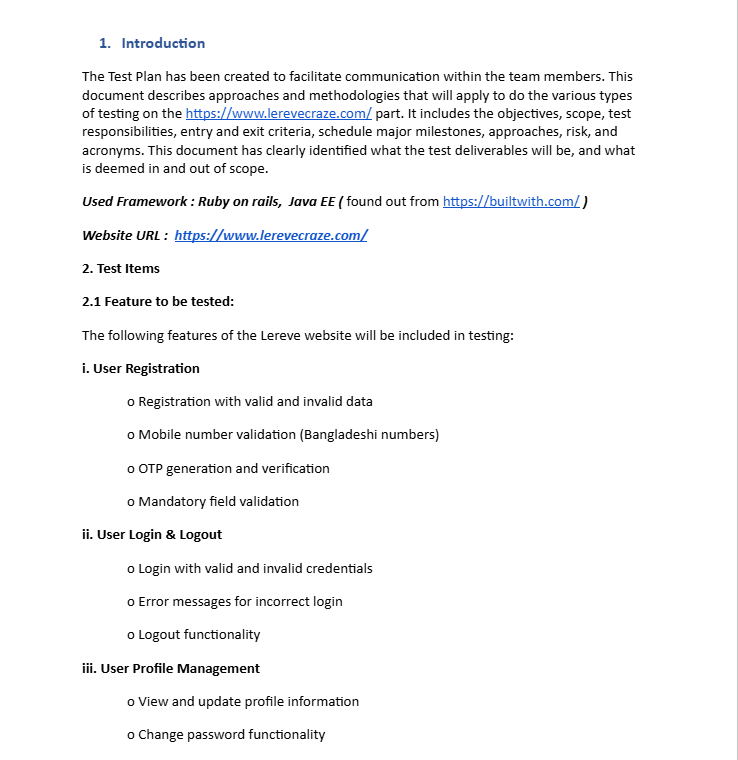 1. Introduction
The Test Plan has been created to facilitate communication within the team members. This
document describes approaches and methodologies that will apply to do the various types
of testing on the https://www.lerevecraze.com/ part. It includes the objectives, scope, test
responsibilities, entry and exit criteria, schedule major milestones, approaches, risk, and
acronyms. This document has clearly identified what the test deliverables will be, and what
is deemed in and out of scope.
Used Framework : Ruby on rails,  Java EE ( found out from https://builtwith.com/ )
Website URL :  https://www.lerevecraze.com/
2. Test Items
2.1 Feature to be tested:
The following features of the Lereve website will be included in testing:
i. User Registration
o Registration with valid and invalid data
o Mobile number validation (Bangladeshi numbers)
o OTP generation and verification
o Mandatory field validation
ii. User Login & Logout
o Login with valid and invalid credentials
o Error messages for incorrect login
o Logout functionality
iii. User Profile Management
o View and update profile information
o Change password functionality